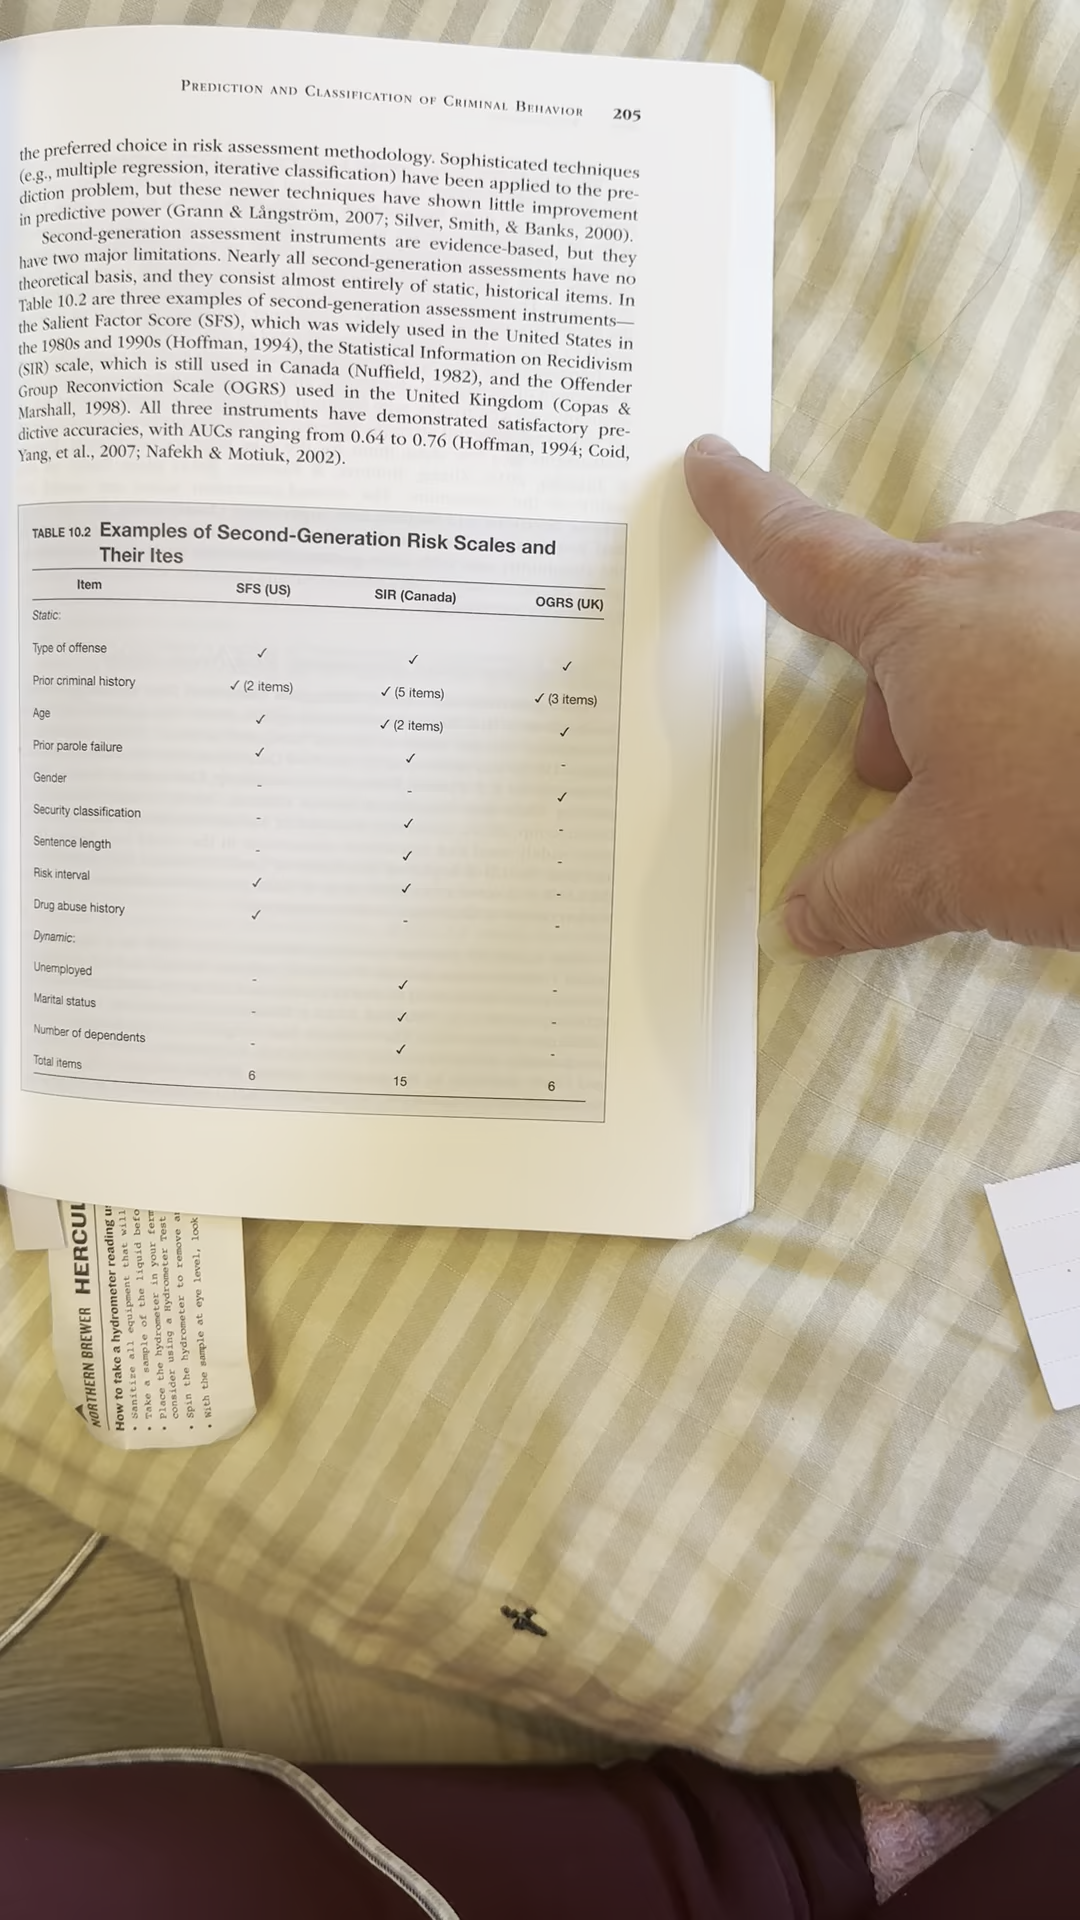 PREDICTION AND CLASSIFICATION OF CRIMINAL BEHAVIOR 205
the preferred choice in risk assessment methodology. Sophisticated techniques
(e.g., multiple regression, iterative classification) have been applied to the pre-
diction problem, but these newer techniques have shown little improvement
in predictive power (Grann & Långström, 2007; Silver, Smith, & Banks, 2000).
Second-generation assessment instruments are evidence-based, but they
have two major limitations. Nearly all second-generation assessments have no
theoretical basis, and they consist almost entirely of static, historical items. In
Table 10.2 are three examples of second-generation assessment instruments—
the Salient Factor Score (SFS), which was widely used in the United States in
the 1980s and 1990s (Hoffman, 1994), the Statistical Information on Recidivism
(SIR) scale, which is still used in Canada (Nuffield, 1982), and the Offender
Group Reconviction Scale (OGRS) used in the United Kingdom (Copas &
Marshall, 1998). All three instruments have demonstrated satisfactory pre-
dictive accuracies, with AUCs ranging from 0.64 to 0.76 (Hoffman, 1994; Coid,
Yang, et al., 2007; Nafekh & Motiuk, 2002).
TABLE 10.2 Examples of Second-Generation Risk Scales and
Their Ites
Item SFS (US) SIR (Canada) OGRS (UK)
Static:
Type of offense ✓ ✓ ✓
Prior criminal history ✓ (2 items) ✓ (5 items) ✓ (3 items)
Age ✓ ✓ (2 items) ✓
Prior parole failure ✓ ✓ -
Gender - - ✓
Security classification - ✓ -
Sentence length - ✓ -
Risk interval ✓ ✓ -
Drug abuse history ✓ - -
Dynamic:
Unemployed - ✓ -
Marital status - ✓ -
Number of dependents - ✓ -
Total items 6 15 6
NORTHERN BREWER HERCUL
How to take a hydrometer reading
• Sanitize all equipment that will
• Take a sample of the liquid befo
• Place the hydrometer in your ferm
consider using a Hydrometer Test
• Spin the hydrometer to remove
• With the sample at eye level, look